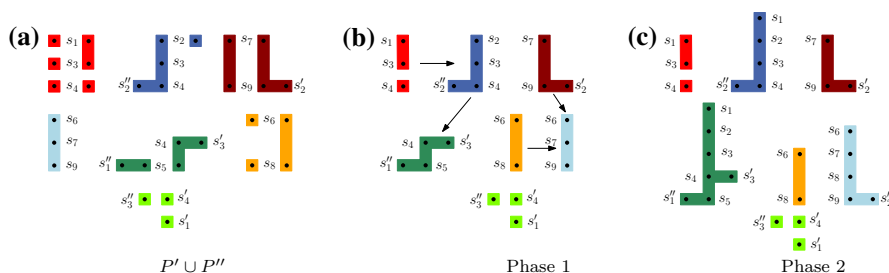 (a)
s₁ s₂ s₇
s₃ s₃
s₄ s″₂ s₄ s₉ s′₂
s₆ s₆
s₇ s₄ s′₃
s₉ s″₁ s₅ s₈
s″₃ s′₄
s′₁
P′ ∪ P″
(b)
s₁ s₂ s₇
s₃ s₃
s₄ s″₂ s₄ s₉ s′₂
s₆ s₆
s₄ s′₃ s₇
s″₁ s₅ s₈ s₉
s″₃ s′₄
s′₁
Phase 1
(c)
s₁
s₁ s₂ s₇
s₃ s₃
s₄ s″₂ s₄ s₉ s′₂
s₁
s₂ s₆
s₃ s₆ s₇
s₄ s′₃ s₈
s″₁ s₅ s₈ s₉ s′₂
s″₃ s′₄
s′₁
Phase 2